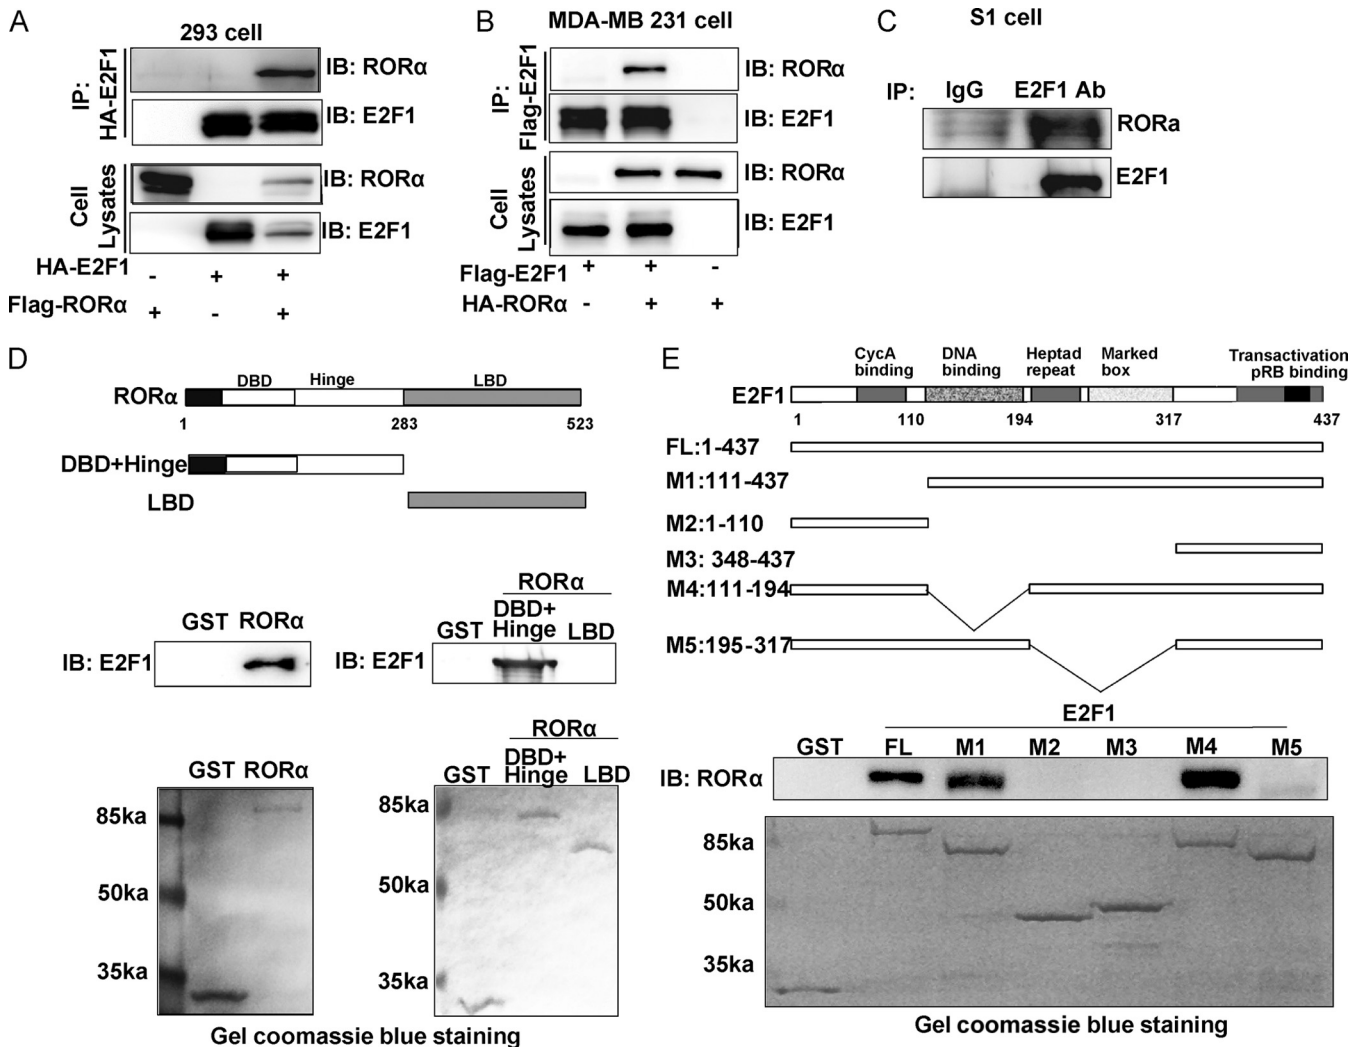 A
293 cell
IP:
HA-E2F1
IB: RORα
IB: E2F1
Cell
Lysates
IB: RORα
IB: E2F1
HA-E2F1 - + +
Flag-RORα + - +
B
MDA-MB 231 cell
IP:
Flag-E2F1
IB: RORα
IB: E2F1
Cell
Lysates
IB: RORα
IB: E2F1
Flag-E2F1 + + -
HA-RORα - + +
C
S1 cell
IP: IgG E2F1 Ab
RORa
E2F1
D
DBD Hinge LBD
RORα
1 283 523
DBD+Hinge
LBD
GST RORα
IB: E2F1
RORα
GST DBD+
Hinge LBD
IB: E2F1
GST RORα
85ka
50ka
35ka
RORα
GST DBD+
Hinge LBD
85ka
50ka
35ka
Gel coomassie blue staining
E
CycA
binding
DNA
binding
Heptad
repeat
Marked
box
Transactivation
pRB binding
E2F1
1 110 194 317 437
FL:1-437
M1:111-437
M2:1-110
M3: 348-437
M4:111-194
M5:195-317
E2F1
GST FL M1 M2 M3 M4 M5
IB: RORα
85ka
50ka
35ka
Gel coomassie blue staining